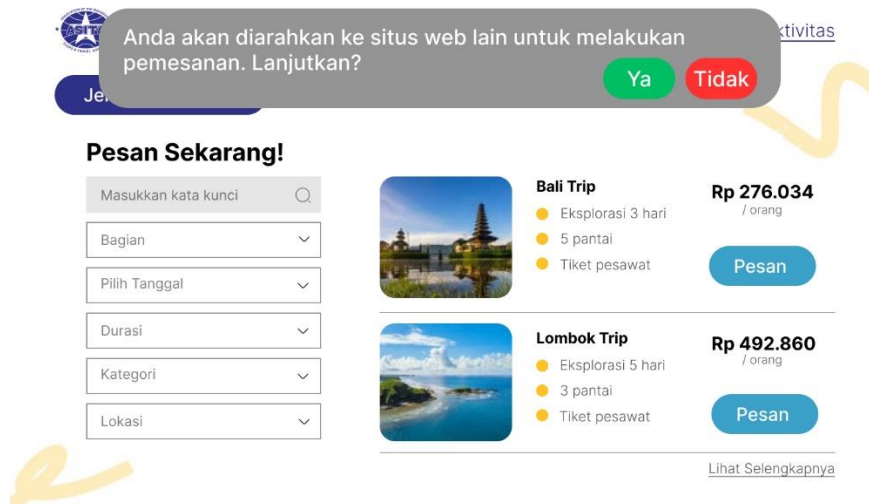 ASITA
Anda akan diarahkan ke situs web lain untuk melakukan
pemesanan. Lanjutkan?
Ya
Tidak
Pesan Sekarang!
Masukkan kata kunci
Bagian
Pilih Tanggal
Durasi
Kategori
Lokasi
Bali Trip
Eksplorasi 3 hari
5 pantai
Tiket pesawat
Rp 276.034
/ orang
Pesan
Lombok Trip
Eksplorasi 5 hari
3 pantai
Tiket pesawat
Rp 492.860
/ orang
Pesan
Lihat Selengkapnya